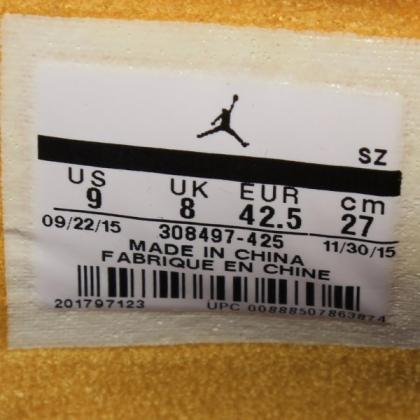 SZ
US UK EUR cm
9 8 42.5 27
09/22/15 308497-425 11/30/15
MADE IN CHINA
FABRIQUE EN CHINE
201797123 UPC 00888507863874